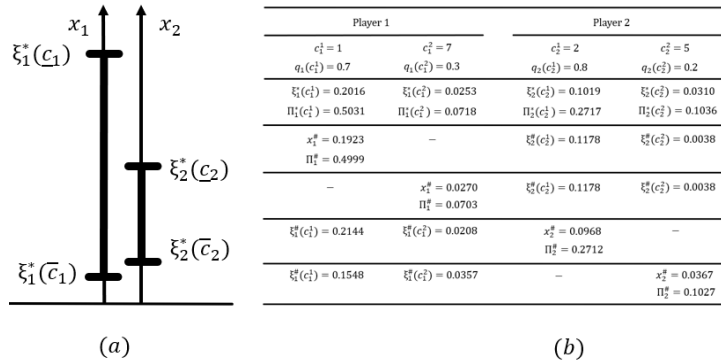 x₁ x₂
ξ₁*(c̲₁)
ξ₂*(c̲₂)
ξ₂*(c̅₂)
ξ₁*(c̅₁)
(a)
Player 1 Player 2
c₁¹ = 1 c₁² = 7 c₂¹ = 2 c₂² = 5
q₁(c₁¹) = 0.7 q₁(c₁²) = 0.3 q₂(c₂¹) = 0.8 q₂(c₂²) = 0.2
ξ₁*(c₁¹) = 0.2016 ξ₁*(c₁²) = 0.0253 ξ₂*(c₂¹) = 0.1019 ξ₂*(c₂²) = 0.0310
Π₁*(c₁¹) = 0.5031 Π₁*(c₁²) = 0.0718 Π₂*(c₂¹) = 0.2717 Π₂*(c₂²) = 0.1036
x₁^# = 0.1923 − ξ₂^#(c₂¹) = 0.1178 ξ₂^#(c₂²) = 0.0038
Π₁^# = 0.4999
− x₁^# = 0.0270 ξ₂^#(c₂¹) = 0.1178 ξ₂^#(c₂²) = 0.0038
Π₁^# = 0.0703
ξ₁^#(c₁¹) = 0.2144 ξ₁^#(c₁²) = 0.0208 x₂^# = 0.0968 −
Π₂^# = 0.2712
ξ₁^#(c₁¹) = 0.1548 ξ₁^#(c₁²) = 0.0357 − x₂^# = 0.0367
Π₂^# = 0.1027
(b)